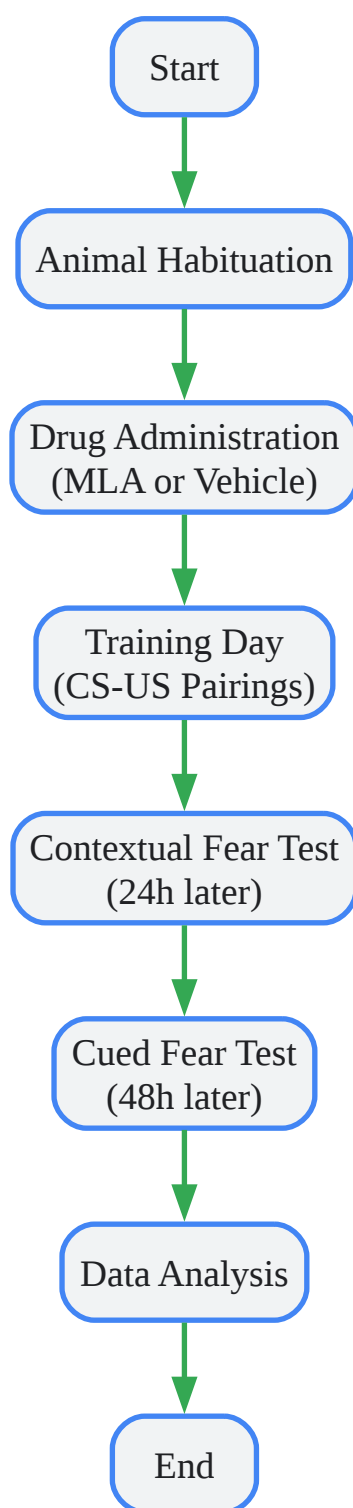 Start
Animal Habituation
Drug Administration
(MLA or Vehicle)
Training Day
(CS-US Pairings)
Contextual Fear Test
(24h later)
Cued Fear Test
(48h later)
Data Analysis
End